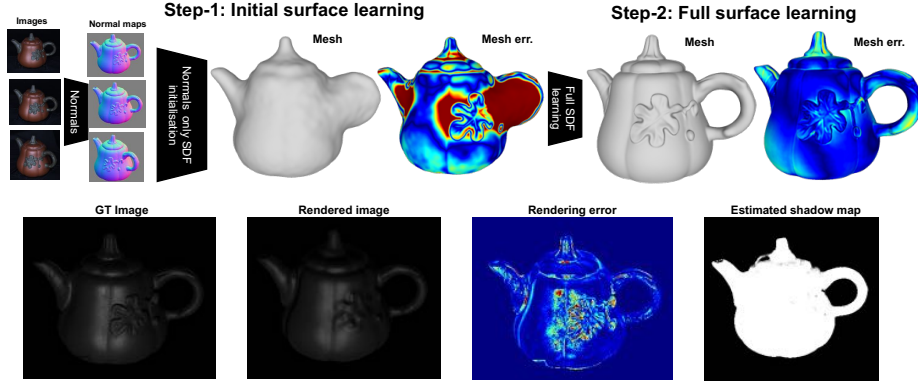 Step-1: Initial surface learning
Step-2: Full surface learning
Images
Normal maps
Mesh
Mesh err.
Mesh
Mesh err.
Normals
Normals only SDF
initialisation
Full SDF
learning
GT Image
Rendered image
Rendering error
Estimated shadow map